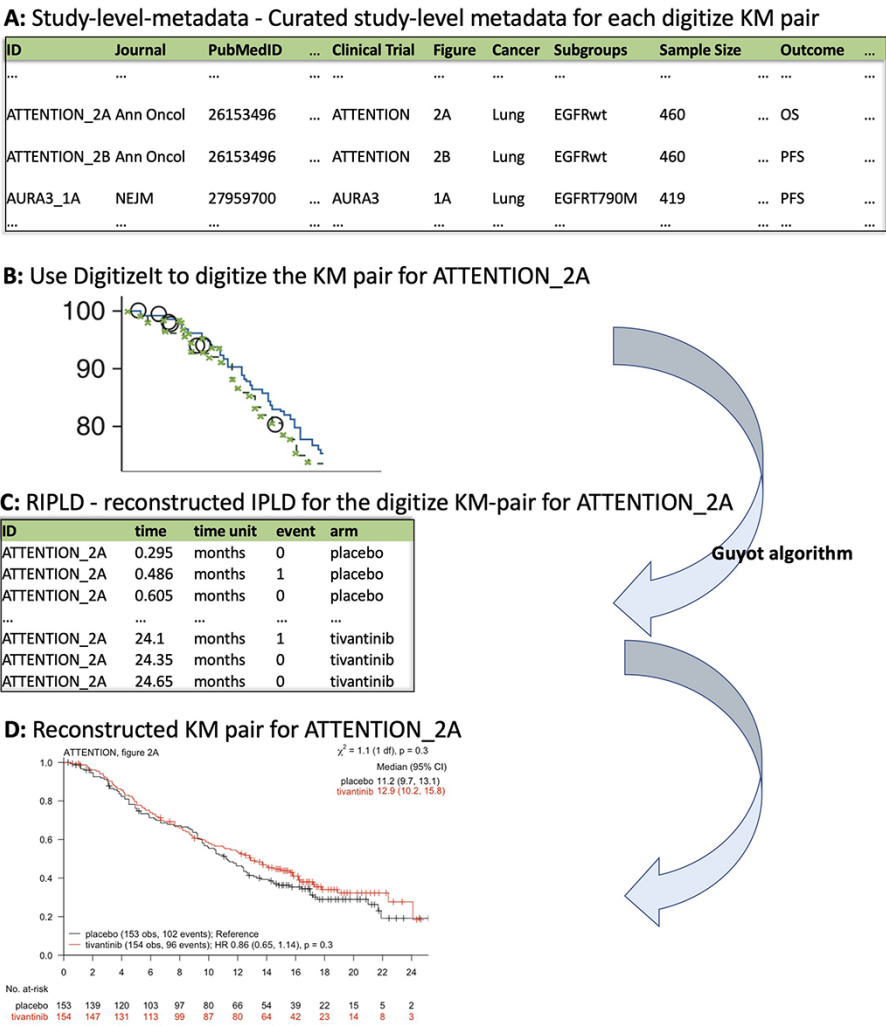 A: Study-level-metadata - Curated study-level metadata for each digitize KM pair
ID Journal PubMedID ... Clinical Trial Figure Cancer Subgroups Sample Size Outcome ...
... ... ... ... ... ... ... ... ... ... ... ...
ATTENTION_2A Ann Oncol 26153496 ... ATTENTION 2A Lung EGFRwt 460 ... OS ...
ATTENTION_2B Ann Oncol 26153496 ... ATTENTION 2B Lung EGFRwt 460 ... PFS ...
AURA3_1A NEJM 27959700 ... AURA3 1A Lung EGFRT790M 419 ... PFS ...
... ... ... ... ... ... ... ... ... ... ... ...
B: Use DigitizeIt to digitize the KM pair for ATTENTION_2A
100
90
80
C: RIPLD - reconstructed IPLD for the digitize KM-pair for ATTENTION_2A
ID time time unit event arm
ATTENTION_2A 0.295 months 0 placebo
ATTENTION_2A 0.486 months 1 placebo
ATTENTION_2A 0.605 months 0 placebo
... ... ... ... ...
ATTENTION_2A 24.1 months 1 tivantinib
ATTENTION_2A 24.35 months 0 tivantinib
ATTENTION_2A 24.65 months 0 tivantinib
Guyot algorithm
D: Reconstructed KM pair for ATTENTION_2A
ATTENTION, figure 2A
χ² = 1.1 (1 df), p = 0.3
Median (95% CI)
placebo 11.2 (9.7, 13.1)
tivantinib 12.9 (10.2, 15.8)
1.0
0.8
0.6
0.4
0.2
0.0
placebo (153 obs, 102 events); Reference
tivantinib (154 obs, 96 events); HR 0.86 (0.65, 1.14), p = 0.3
0 2 4 6 8 10 12 14 16 18 20 22 24
No. at-risk
placebo 153 139 120 103 97 80 66 54 39 22 15 5 2
tivantinib 154 147 131 113 99 87 80 64 42 23 14 8 3